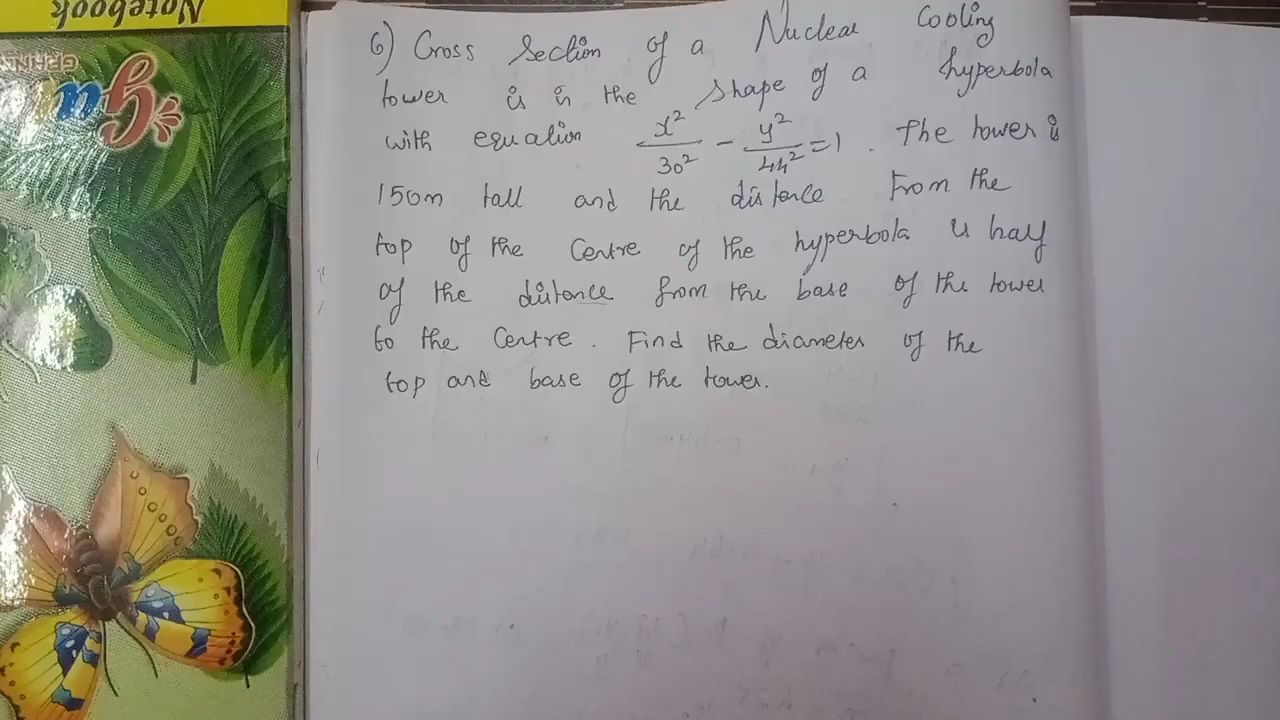 Notebook
6) Cross Section of a Nuclear Cooling
tower is in the shape of a hyperbola
with equation x²/30² - y²/44² = 1. The tower is
150m tall and the distance From the
top of the Centre of the hyperbola is half
of the distance from the base of the tower
to the Centre. Find the diameter of the
top and base of the tower.